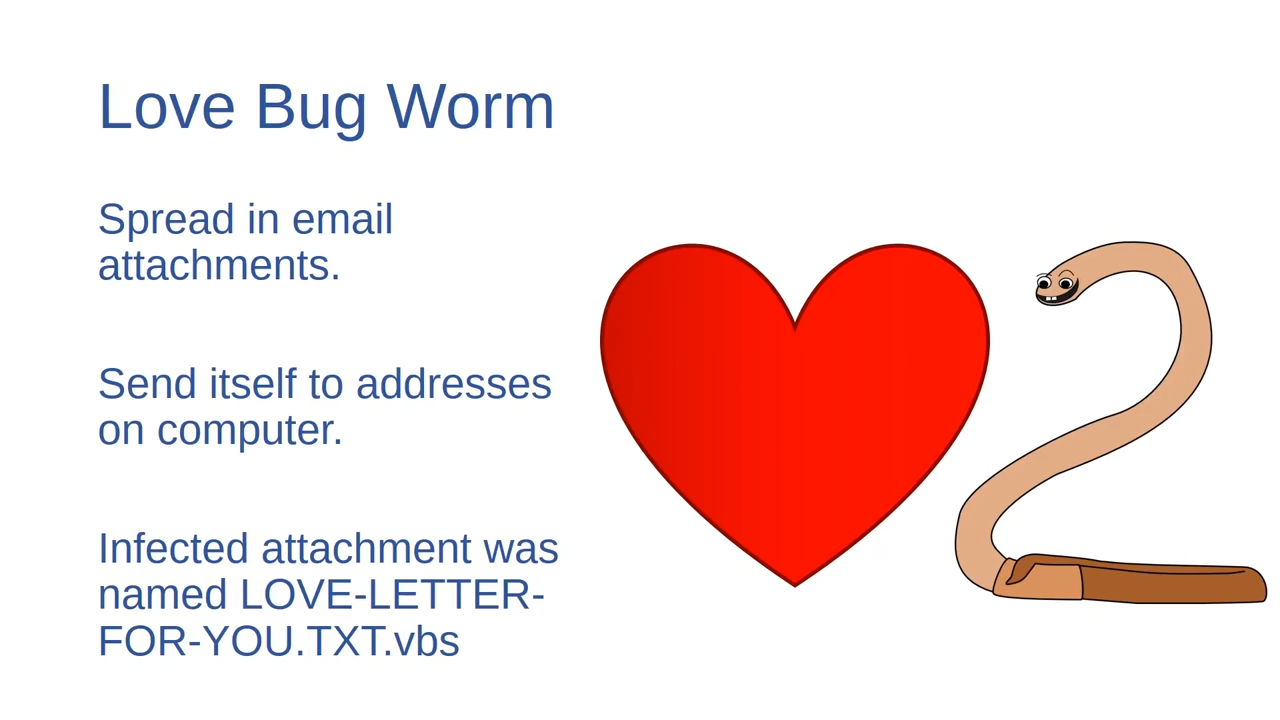 Love Bug Worm
Spread in email
attachments.
Send itself to addresses
on computer.
Infected attachment was
named LOVE-LETTER-
FOR-YOU.TXT.vbs